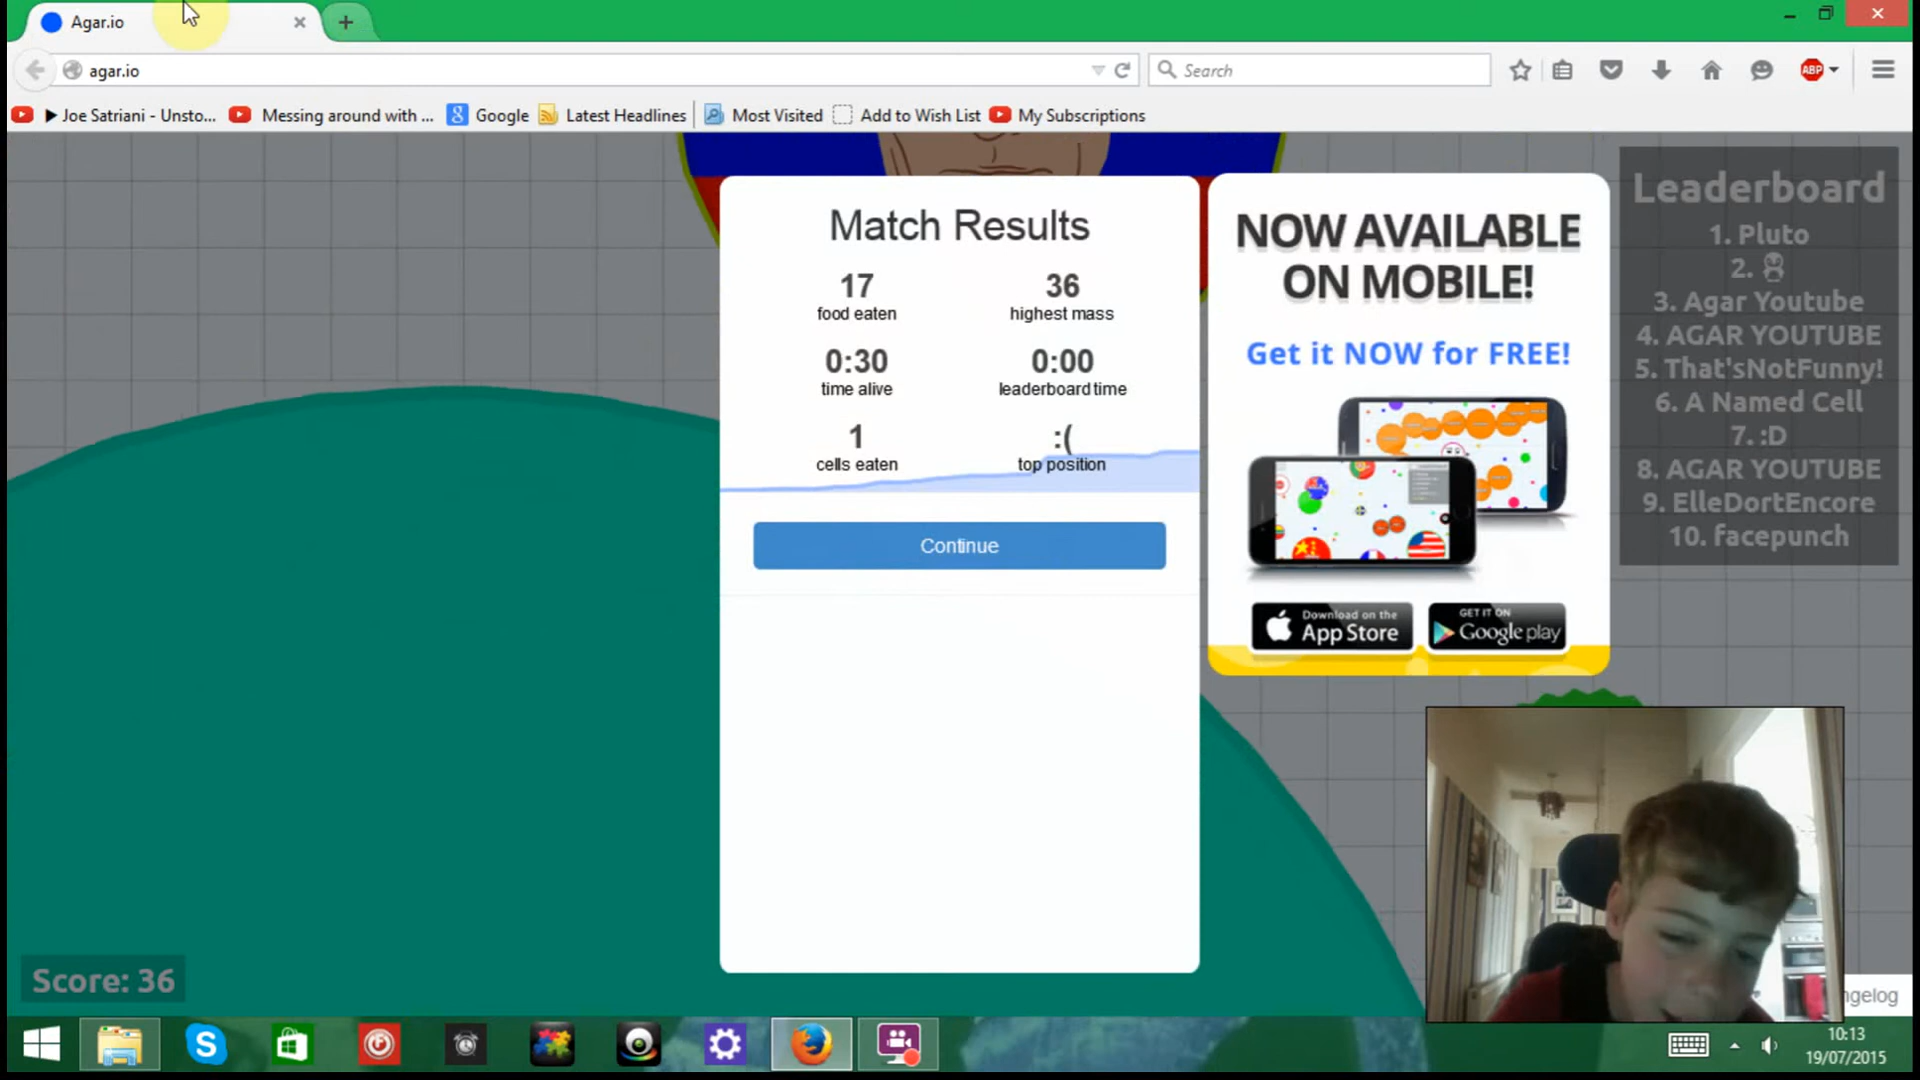 Agar.io
agar.io
Search
ABP
▶ Joe Satriani - Unsto...
Messing around with ...
Google
Latest Headlines
Most Visited
Add to Wish List
My Subscriptions
Match Results
17
food eaten
36
highest mass
0:30
time alive
0:00
leaderboard time
1
cells eaten
:(
top position
Continue
NOW AVAILABLE
ON MOBILE!
Get it NOW for FREE!
Download on the
App Store
GET IT ON
Google play
Leaderboard
1. Pluto
2.
3. Agar Youtube
4. AGAR YOUTUBE
5. That'sNotFunny!
6. A Named Cell
7. :D
8. AGAR YOUTUBE
9. ElleDortEncore
10. facepunch
Score: 36
ngelog
10:13
19/07/2015